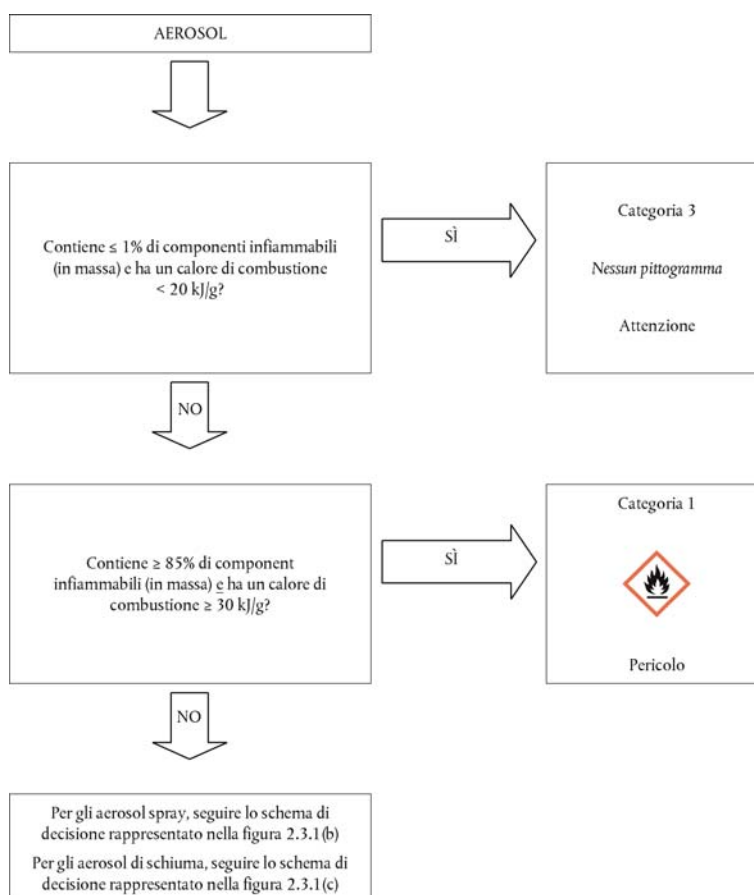 AEROSOL
Contiene ≤ 1% di componenti infiammabili
(in massa) e ha un calore di combustione
< 20 kJ/g?
SÌ
Categoria 3
Nessun pittogramma
Attenzione
NO
Contiene ≥ 85% di component
infiammabili (in massa) e ha un calore di
combustione ≥ 30 kJ/g?
SÌ
Categoria 1
Pericolo
NO
Per gli aerosol spray, seguire lo schema di
decisione rappresentato nella figura 2.3.1(b)
Per gli aerosol di schiuma, seguire lo schema di
decisione rappresentato nella figura 2.3.1(c)